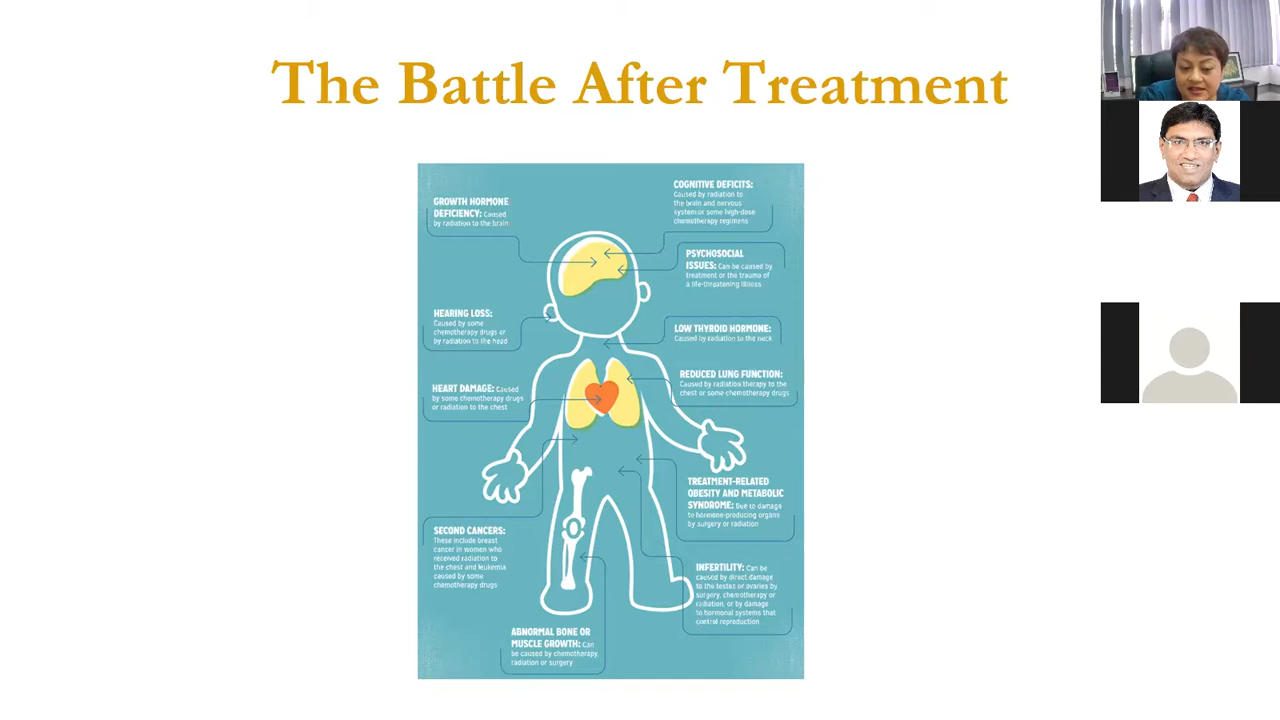 The Battle After Treatment
GROWTH HORMONE
DEFICIENCY: Caused
by radiation to the brain
COGNITIVE DEFICITS:
Caused by radiation to
the brain and nervous
system or some high-dose
chemotherapy regimens
PSYCHOSOCIAL
ISSUES: Can be caused by
treatment or the trauma of
a life-threatening illness
HEARING LOSS:
Caused by some
chemotherapy drugs or
by radiation to the head
LOW THYROID HORMONE:
Caused by radiation to the neck
REDUCED LUNG FUNCTION:
Caused by radiation therapy to the
chest or some chemotherapy drugs
HEART DAMAGE: Caused
by some chemotherapy drugs
or radiation to the chest
TREATMENT-RELATED
OBESITY AND METABOLIC
SYNDROME: Due to damage
to hormone-producing organs
by surgery or radiation
SECOND CANCERS:
These include breast
cancer in women who
received radiation to
the chest and leukemia
caused by some
chemotherapy drugs
INFERTILITY: Can be
caused by direct damage
to the testes or ovaries by
surgery, chemotherapy or
radiation, or by damage
to hormonal systems that
control reproduction
ABNORMAL BONE OR
MUSCLE GROWTH: Can
be caused by chemotherapy,
radiation or surgery